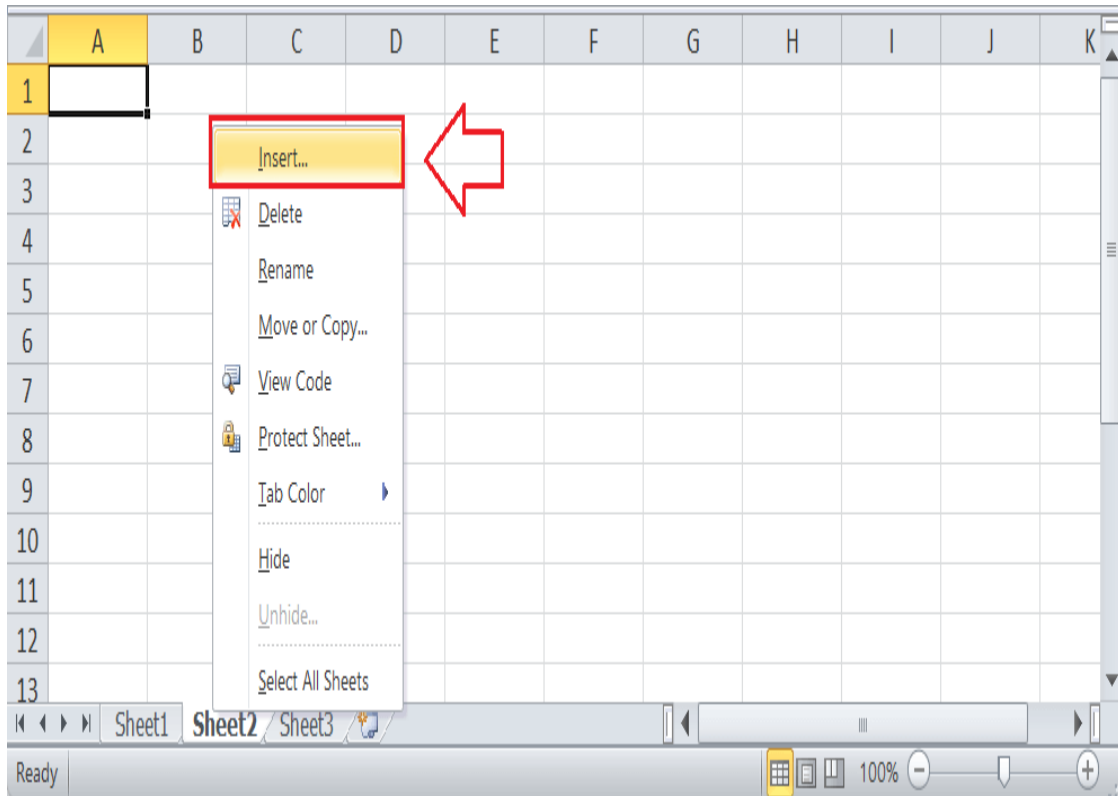 A B C D E F G H I J K
1
2
Insert...
3
Delete
4
Rename
5
6
Move or Copy...
7
View Code
8
Protect Sheet...
9
Tab Color
10
Hide
11
Unhide...
12
Select All Sheets
13
Sheet1 Sheet2 Sheet3
Ready 100%